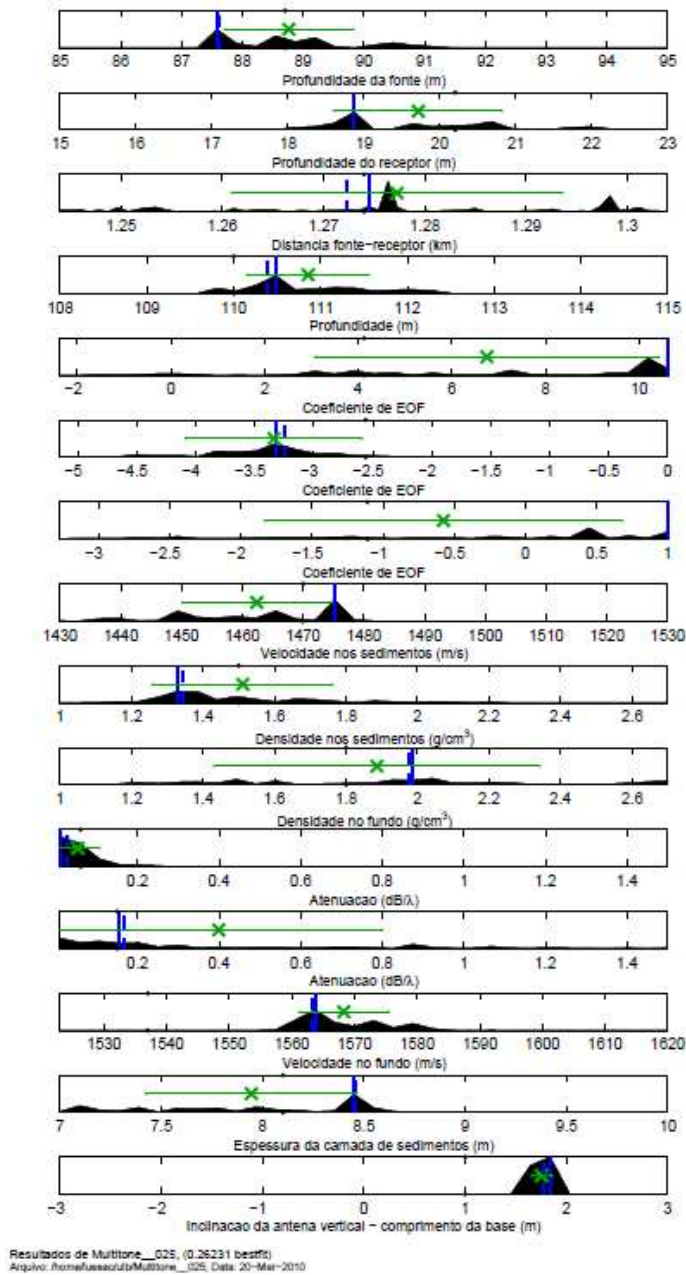 85 86 87 88 89 90 91 92 93 94 95
Profundidade da fonte (m)
15 16 17 18 19 20 21 22 23
Profundidade do receptor (m)
1.25 1.26 1.27 1.28 1.29 1.3
Distancia fonte−receptor (km)
108 109 110 111 112 113 114 115
Profundidade (m)
−2 0 2 4 6 8 10
Coeficiente de EOF
−5 −4.5 −4 −3.5 −3 −2.5 −2 −1.5 −1 −0.5 0
Coeficiente de EOF
−3 −2.5 −2 −1.5 −1 −0.5 0 0.5 1
Coeficiente de EOF
1430 1440 1450 1460 1470 1480 1490 1500 1510 1520 1530
Velocidade nos sedimentos (m/s)
1 1.2 1.4 1.6 1.8 2 2.2 2.4 2.6
Densidade nos sedimentos (g/cm³)
1 1.2 1.4 1.6 1.8 2 2.2 2.4 2.6
Densidade no fundo (g/cm³)
0.2 0.4 0.6 0.8 1 1.2 1.4
Atenuacao (dB/λ)
0.2 0.4 0.6 0.8 1 1.2 1.4
Atenuacao (dB/λ)
1530 1540 1550 1560 1570 1580 1590 1600 1610 1620
Velocidade no fundo (m/s)
7 7.5 8 8.5 9 9.5 10
Espessura da camada de sedimentos (m)
−3 −2 −1 0 1 2 3
Inclinacao da antena vertical − comprimento da base (m)
Resultados de Multitone__025, (0.26231 bestfit)
Arquivo: Data: 20−Mar−2010